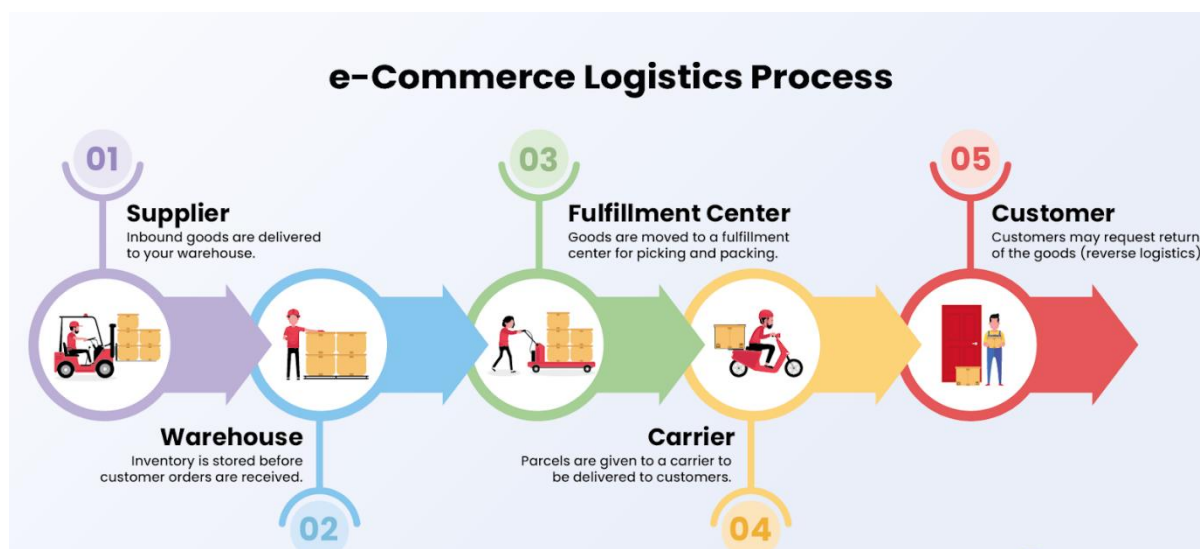 e-Commerce Logistics Process
01
Supplier
Inbound goods are delivered
to your warehouse.
Warehouse
Inventory is stored before
customer orders are received.
02
03
Fulfillment Center
Goods are moved to a fulfillment
center for picking and packing.
Carrier
Parcels are given to a carrier to
be delivered to customers.
04
05
Customer
Customers may request return
of the goods (reverse logistics)